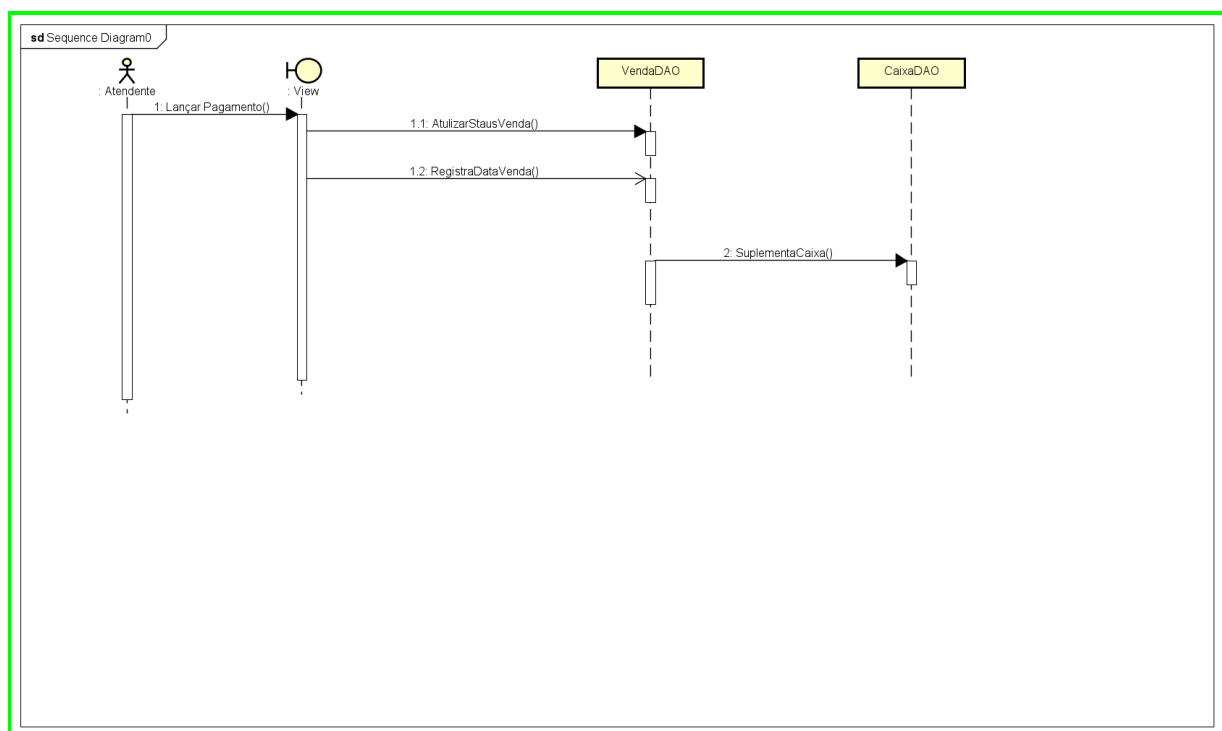 sd Sequence Diagram0
VendaDAO
CaixaDAO
: Atendente
: View
1: Lançar Pagamento()
1.1: AtulizarStausVenda()
1.2: RegistraDataVenda()
2: SuplementaCaixa()